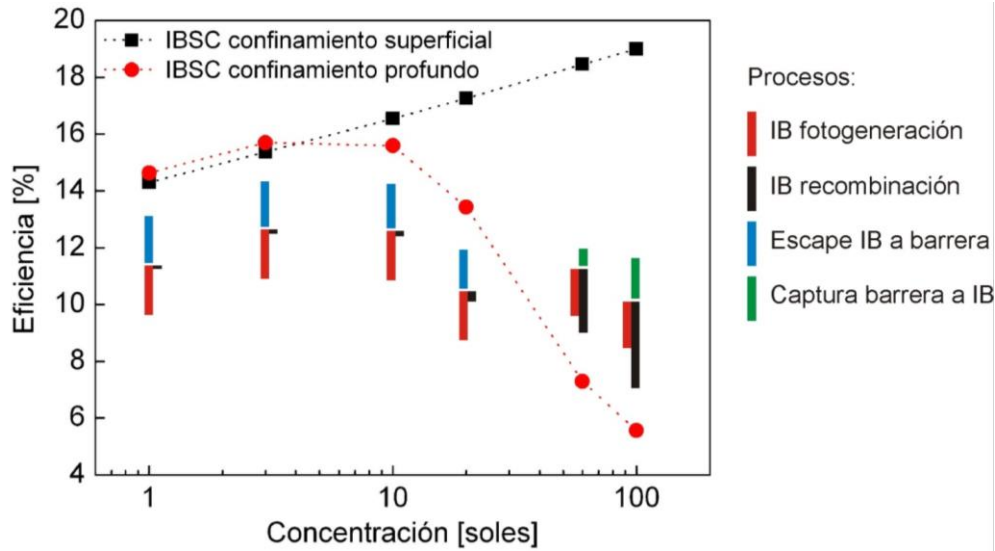 20
18
16
14
12
10
8
6
4
Eficiencia [%]
IBSC confinamiento superficial
IBSC confinamiento profundo
1
10
100
Concentración [soles]
Procesos:
IB fotogeneración
IB recombinación
Escape IB a barrera
Captura barrera a IB